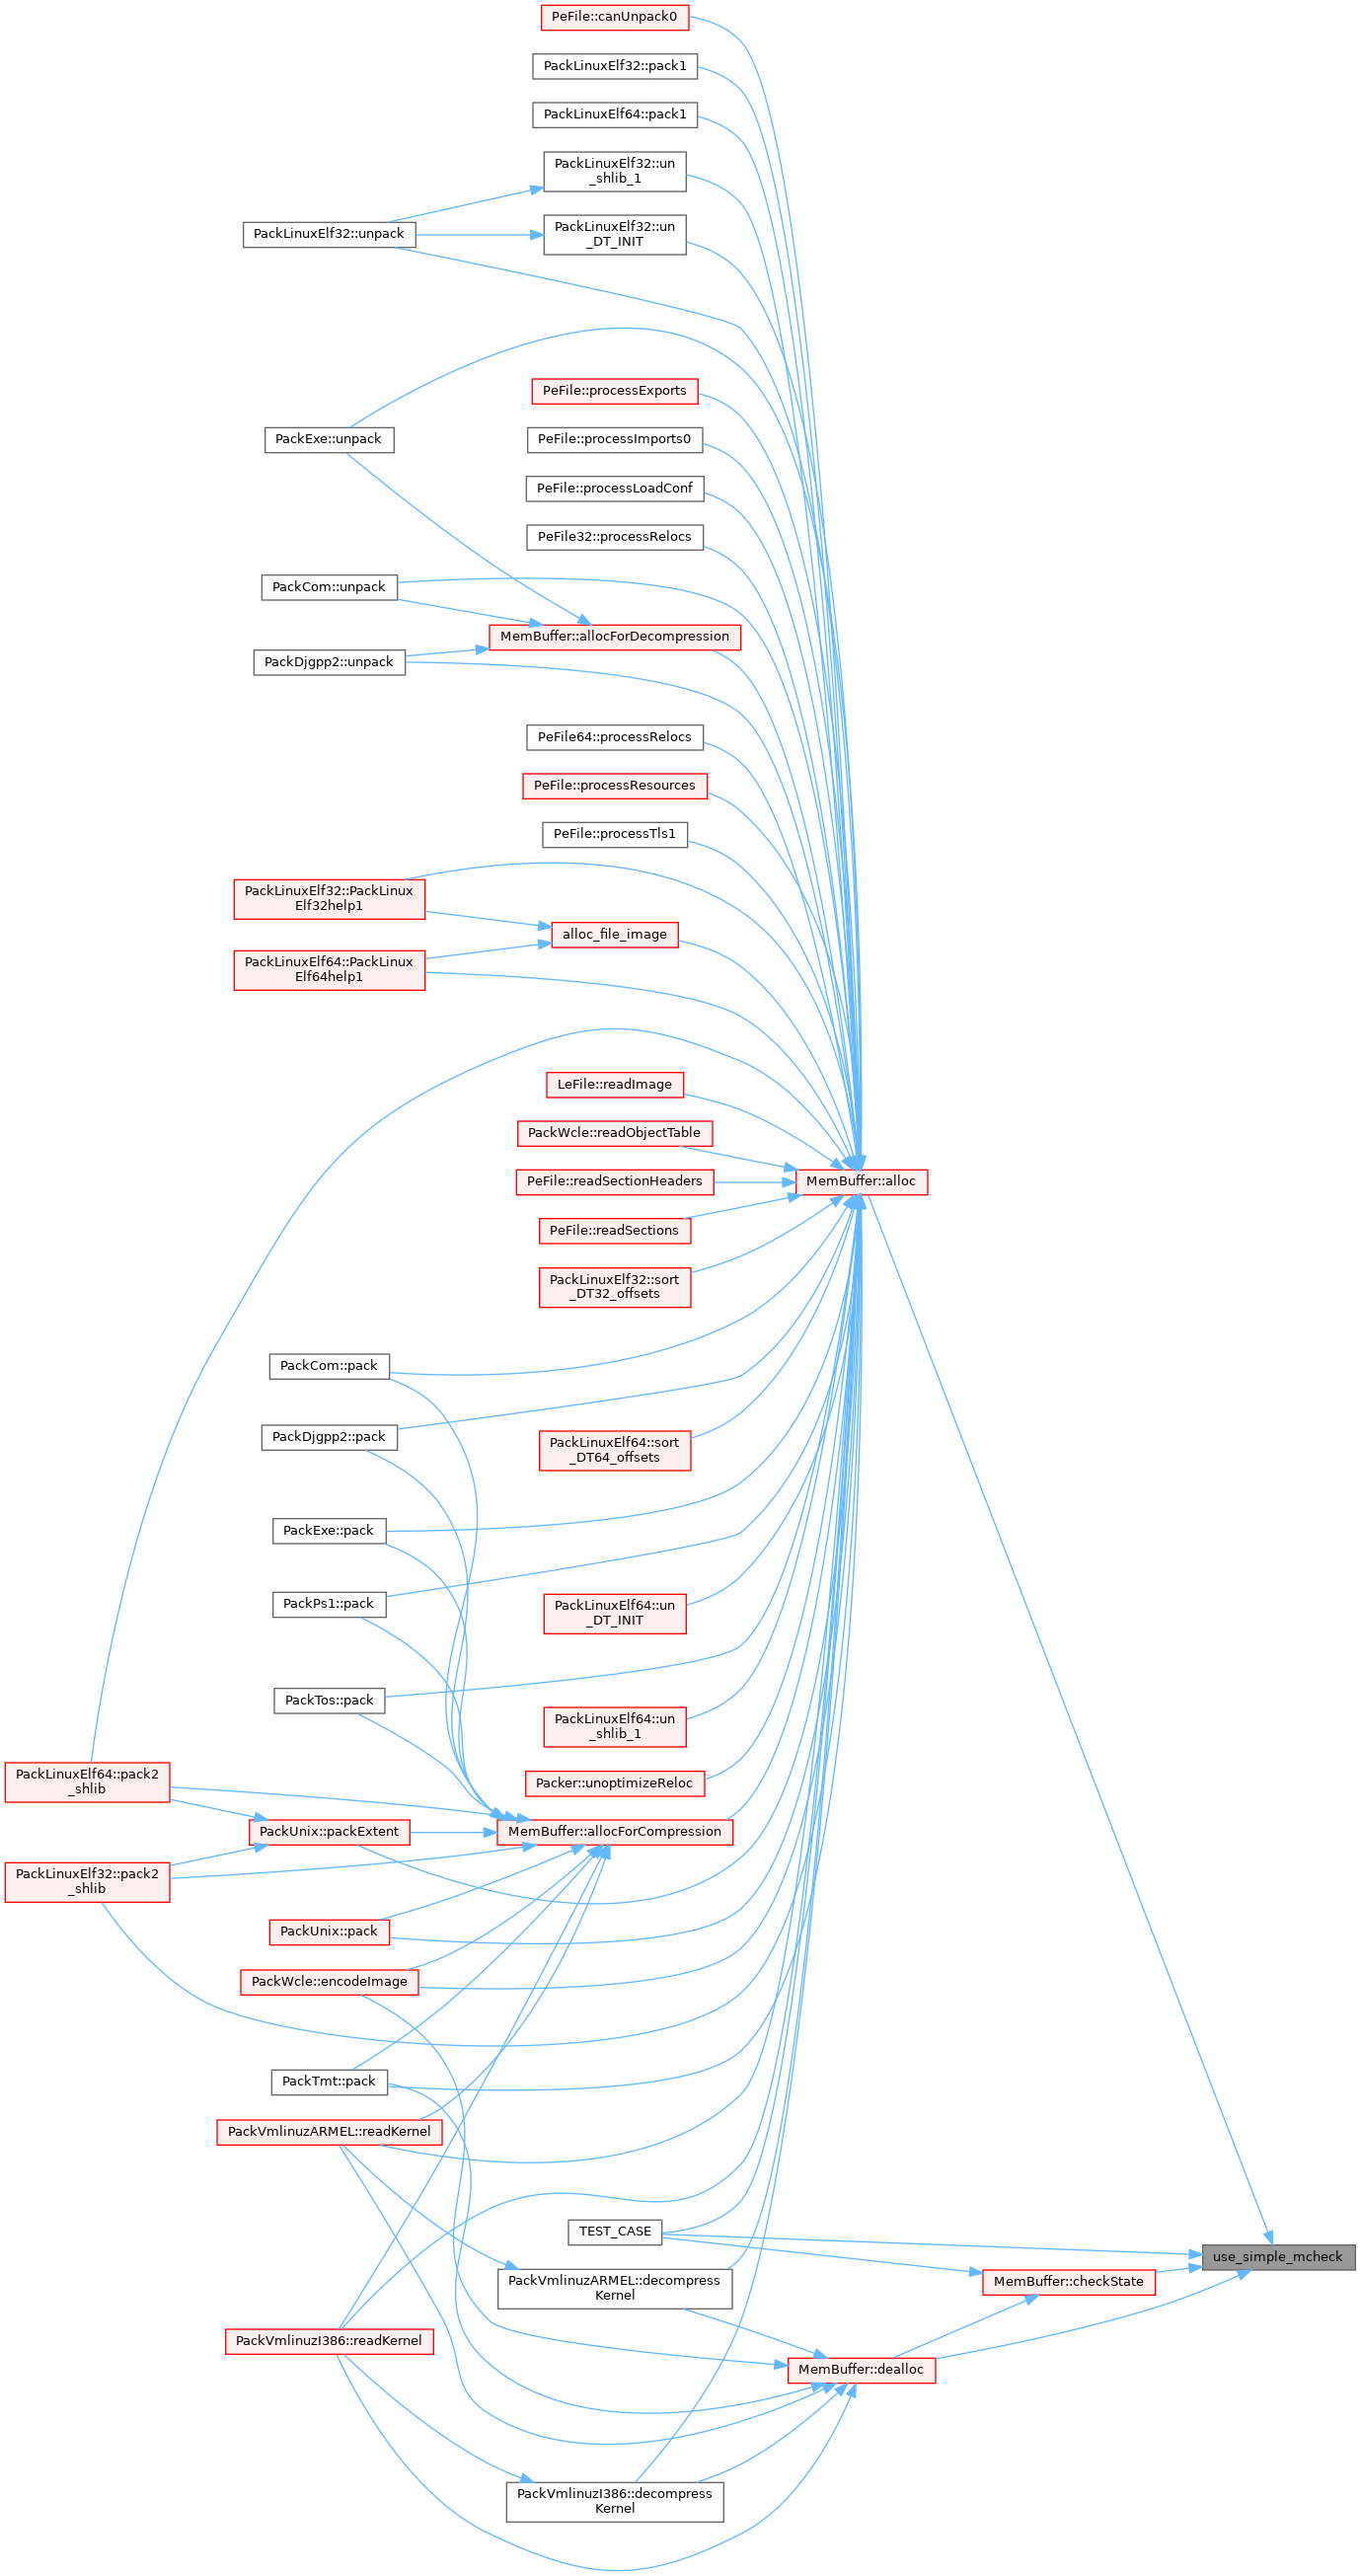 PeFile::canUnpack0
PackLinuxElf32::pack1
PackLinuxElf64::pack1
PackLinuxElf32::un
_shlib_1
PackLinuxElf32::unpack
PackLinuxElf32::un
_DT_INIT
PeFile::processExports
PackExe::unpack
PeFile::processImports0
PeFile::processLoadConf
PeFile32::processRelocs
PackCom::unpack
MemBuffer::allocForDecompression
PackDjgpp2::unpack
PeFile64::processRelocs
PeFile::processResources
PeFile::processTls1
PackLinuxElf32::PackLinux
Elf32help1
alloc_file_image
PackLinuxElf64::PackLinux
Elf64help1
LeFile::readImage
PackWcle::readObjectTable
PeFile::readSectionHeaders
MemBuffer::alloc
PeFile::readSections
PackLinuxElf32::sort
_DT32_offsets
PackCom::pack
PackDjgpp2::pack
PackLinuxElf64::sort
_DT64_offsets
PackExe::pack
PackPs1::pack
PackLinuxElf64::un
_DT_INIT
PackTos::pack
PackLinuxElf64::un
_shlib_1
PackLinuxElf64::pack2
_shlib
Packer::unoptimizeReloc
PackUnix::packExtent
MemBuffer::allocForCompression
PackLinuxElf32::pack2
_shlib
PackUnix::pack
PackWcle::encodeImage
PackTmt::pack
PackVmlinuzARMEL::readKernel
TEST_CASE
use_simple_mcheck
MemBuffer::checkState
PackVmlinuzARMEL::decompress
Kernel
PackVmlinuzI386::readKernel
MemBuffer::dealloc
PackVmlinuzI386::decompress
Kernel